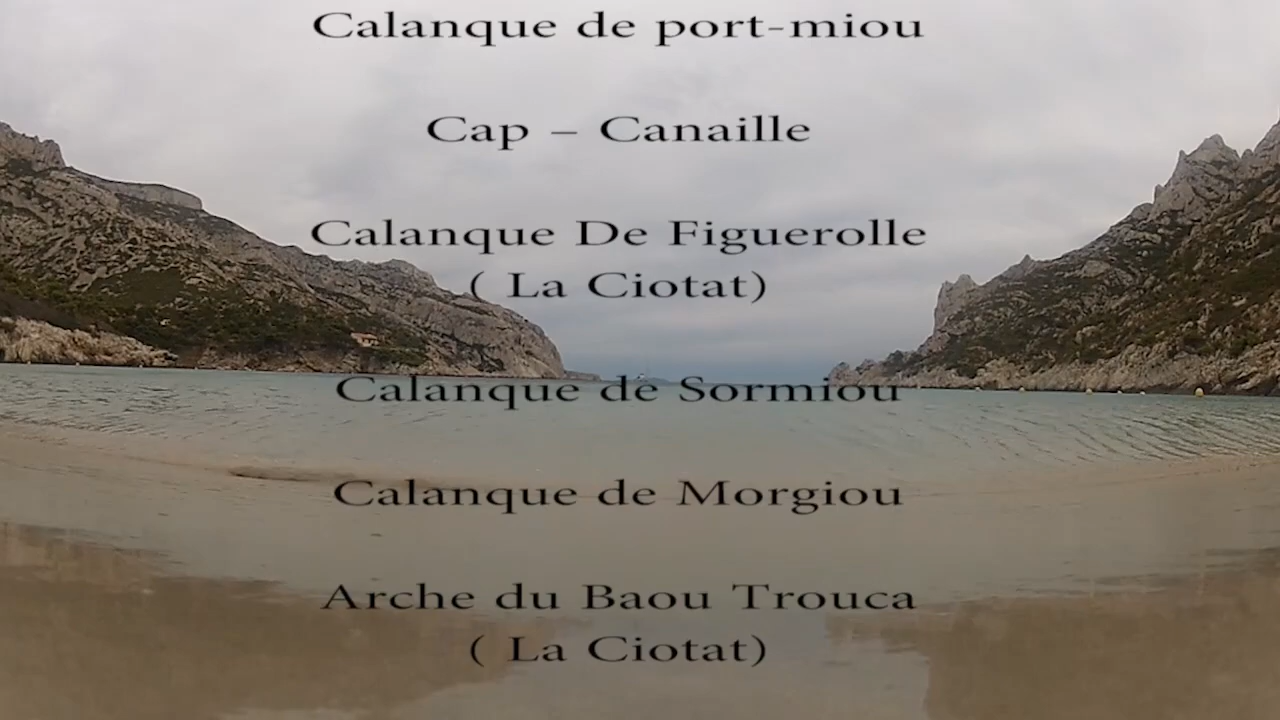 Calanque de port-miou
Cap – Canaille
Calanque De Figuerolle
( La Ciotat)
Calanque de Sormiou
Calanque de Morgiou
Arche du Baou Trouca
( La Ciotat)